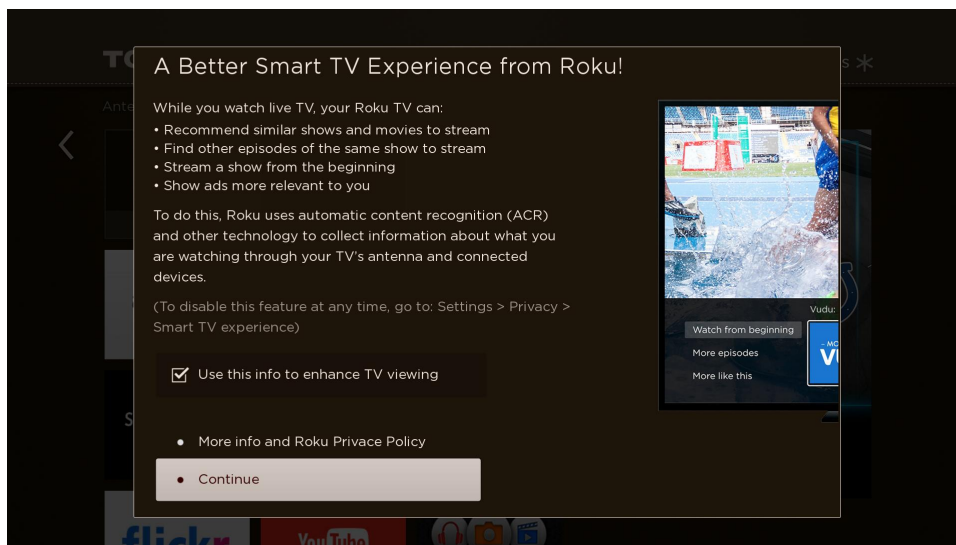 A Better Smart TV Experience from Roku!
While you watch live TV, your Roku TV can:
• Recommend similar shows and movies to stream
• Find other episodes of the same show to stream
• Stream a show from the beginning
• Show ads more relevant to you
To do this, Roku uses automatic content recognition (ACR)
and other technology to collect information about what you
are watching through your TV's antenna and connected
devices.
(To disable this feature at any time, go to: Settings > Privacy >
Smart TV experience)
Use this info to enhance TV viewing
• More info and Roku Privace Policy
• Continue
Vudu:
Watch from beginning
More episodes
More like this
flickr
YouTube